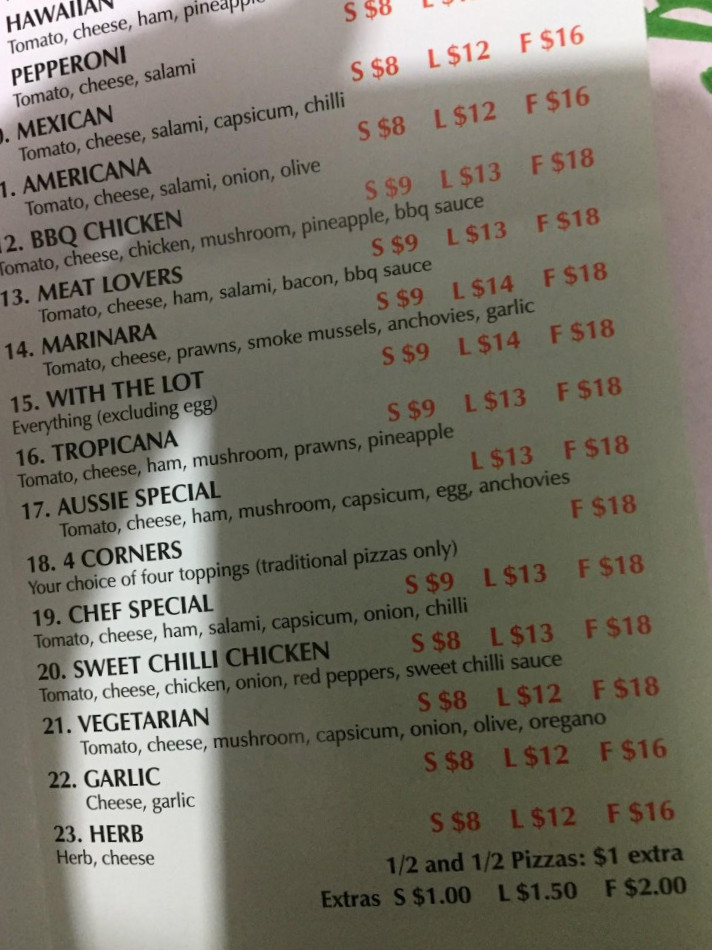 HAWAIIAN
Tomato, cheese, ham, pineapple
PEPPERONI S $8
Tomato, cheese, salami
MEXICAN S $8 L $12 F $16
Tomato, cheese, salami, capsicum, chilli
1. AMERICANA S $8 L $12 F $16
Tomato, cheese, salami, onion, olive
12. BBQ CHICKEN S $9 L $13 F $18
Tomato, cheese, chicken, mushroom, pineapple, bbq sauce
13. MEAT LOVERS S $9 L $13 F $18
Tomato, cheese, ham, salami, bacon, bbq sauce
14. MARINARA S $9 L $14 F $18
Tomato, cheese, prawns, smoke mussels, anchovies, garlic
15. WITH THE LOT S $9 L $14 F $18
Everything (excluding egg)
16. TROPICANA S $9 L $13 F $18
Tomato, cheese, ham, mushroom, prawns, pineapple
17. AUSSIE SPECIAL L $13 F $18
Tomato, cheese, ham, mushroom, capsicum, egg, anchovies
18. 4 CORNERS F $18
Your choice of four toppings (traditional pizzas only)
19. CHEF SPECIAL S $9 L $13 F $18
Tomato, cheese, ham, salami, capsicum, onion, chilli
20. SWEET CHILLI CHICKEN S $8 L $13 F $18
Tomato, cheese, chicken, onion, red peppers, sweet chilli sauce
21. VEGETARIAN S $8 L $12 F $18
Tomato, cheese, mushroom, capsicum, onion, olive, oregano
22. GARLIC S $8 L $12 F $16
Cheese, garlic
23. HERB S $8 L $12 F $16
Herb, cheese
1/2 and 1/2 Pizzas: $1 extra
Extras S $1.00 L $1.50 F $2.00